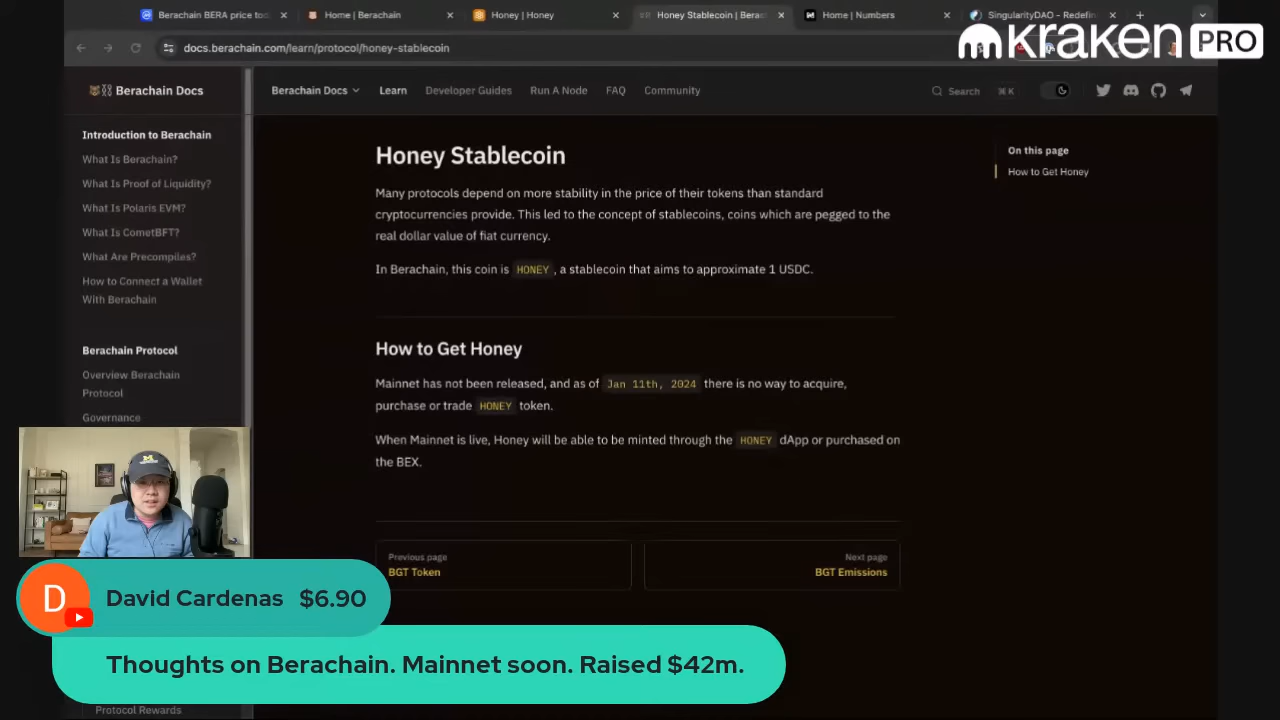 Berachain BERA price tod
Home | Berachain
Honey | Honey
Honey Stablecoin | Berac
Home | Numbers
SingularityDAO - Redefin
docs.berachain.com/learn/protocol/honey-stablecoin
kraken PRO
Berachain Docs
Berachain Docs
Learn
Developer Guides
Run A Node
FAQ
Community
Search
⌘ K
Introduction to Berachain
What Is Berachain?
What Is Proof of Liquidity?
What Is Polaris EVM?
What Is CometBFT?
What Are Precompiles?
How to Connect a Wallet
With Berachain
Berachain Protocol
Overview Berachain
Protocol
Governance
Honey Stablecoin
Many protocols depend on more stability in the price of their tokens than standard
cryptocurrencies provide. This led to the concept of stablecoins, coins which are pegged to the
real dollar value of fiat currency.
In Berachain, this coin is HONEY, a stablecoin that aims to approximate 1 USDC.
How to Get Honey
Mainnet has not been released, and as of Jan 11th, 2024 there is no way to acquire,
purchase or trade HONEY token.
When Mainnet is live, Honey will be able to be minted through the HONEY dApp or purchased on
the BEX.
Previous page
BGT Token
Next page
BGT Emissions
On this page
How to Get Honey
D
David Cardenas $6.90
Thoughts on Berachain. Mainnet soon. Raised $42m.
Protocol Rewards